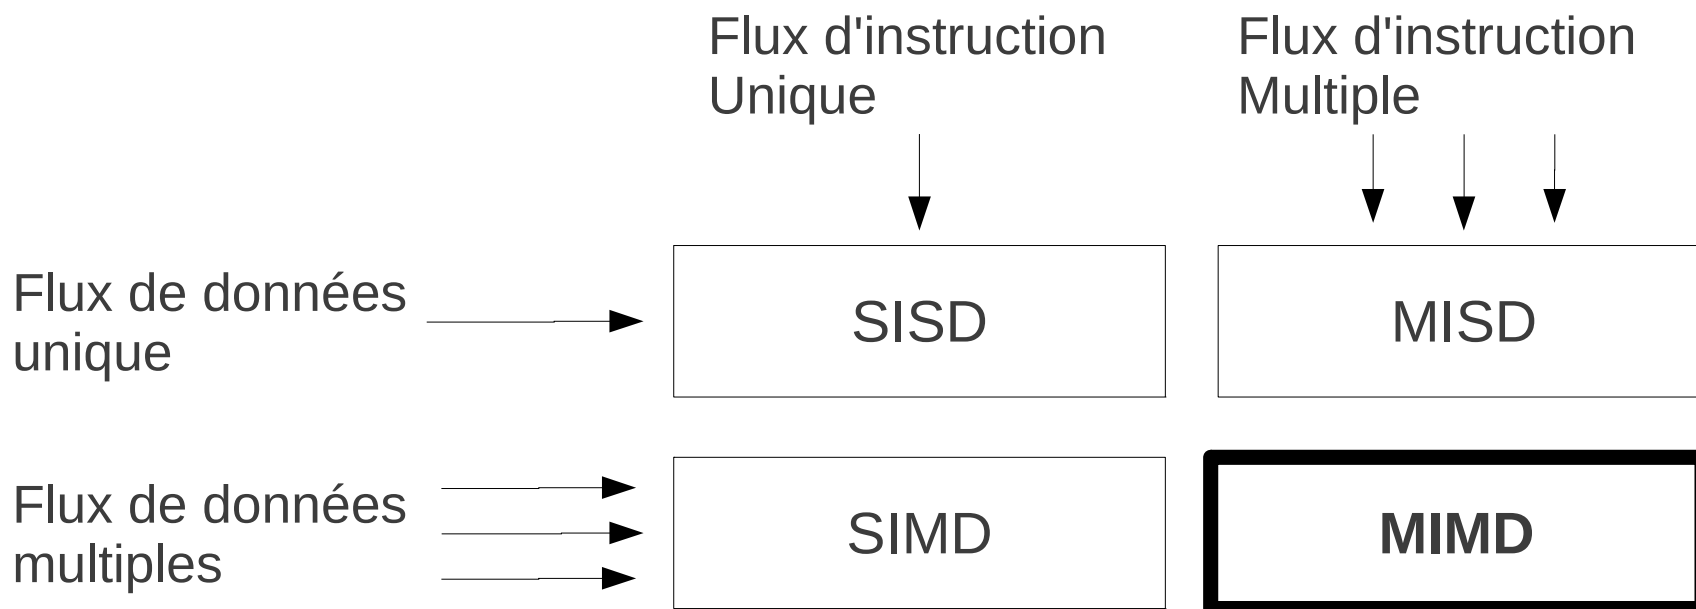 Flux d'instruction
Unique
Flux d'instruction
Multiple
Flux de données
unique
SISD
MISD
Flux de données
multiples
SIMD
MIMD